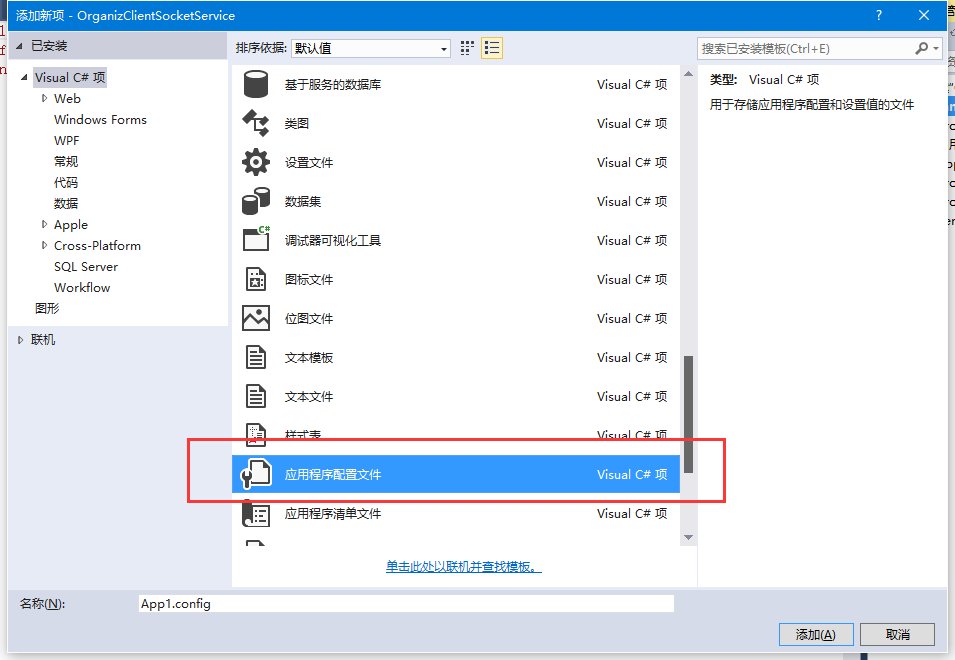 添加新项 - OrganizClientSocketService
?
已安装
排序依据: 默认值
搜索已安装模板(Ctrl+E)
Visual C# 项
Web
Windows Forms
WPF
常规
代码
数据
Apple
Cross-Platform
SQL Server
Workflow
图形
联机
基于服务的数据库 Visual C# 项
类图 Visual C# 项
设置文件 Visual C# 项
数据集 Visual C# 项
C#
调试器可视化工具 Visual C# 项
图标文件 Visual C# 项
位图文件 Visual C# 项
文本模板 Visual C# 项
文本文件 Visual C# 项
样式表 Visual C# 项
应用程序配置文件 Visual C# 项
应用程序清单文件 Visual C# 项
单击此处以联机并查找模板。
类型: Visual C# 项
用于存储应用程序配置和设置值的文件
名称(N): App1.config
添加(A)
取消